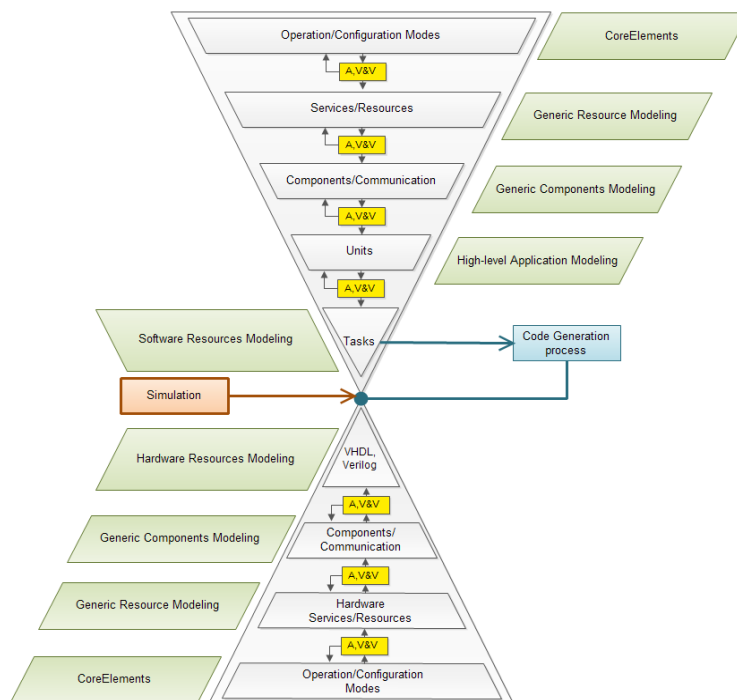 Operation/Configuration Modes
CoreElements
A,V&V
Services/Resources
Generic Resource Modeling
A,V&V
Components/Communication
Generic Components Modeling
A,V&V
Units
High-level Application Modeling
A,V&V
Software Resources Modeling
Tasks
Code Generation
process
Simulation
Hardware Resources Modeling
VHDL,
Verilog
A,V&V
Generic Components Modeling
Components/
Communication
A,V&V
Generic Resource Modeling
Hardware
Services/Resources
A,V&V
CoreElements
Operation/Configuration
Modes